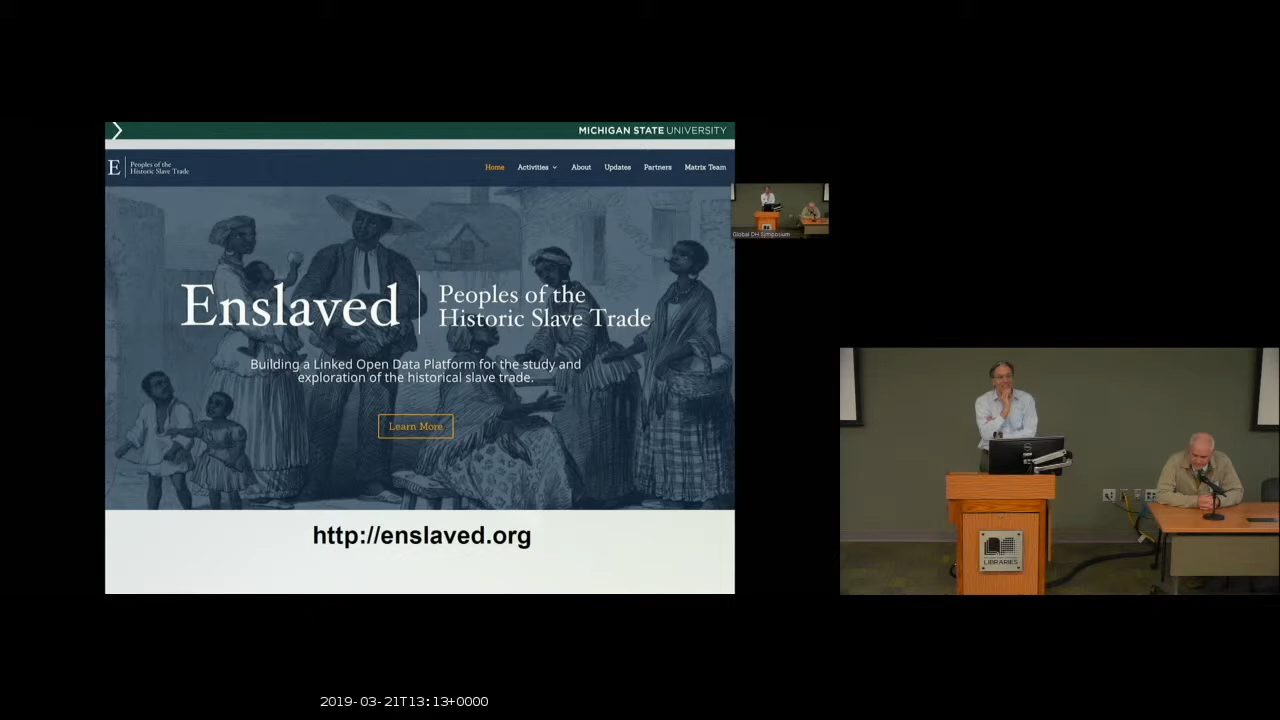 MICHIGAN STATE UNIVERSITY
E Peoples of the
Historic Slave Trade
Home Activities About Updates Partners Matrix Team
Enslaved Peoples of the
Historic Slave Trade
Building a Linked Open Data Platform for the study and
exploration of the historical slave trade.
Learn More
http://enslaved.org
Global DH Symposium
LIBRARIES
2019-03-21T13:13+0000